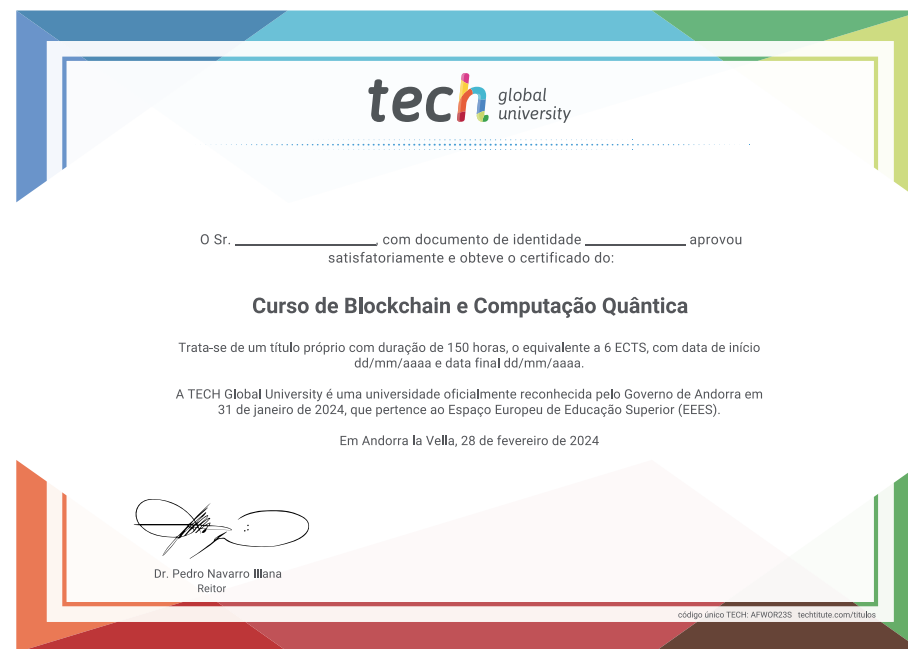 tech global university
O Sr. ________________, com documento de identidade ____________ aprovou
satisfatoriamente e obteve o certificado do:
Curso de Blockchain e Computação Quântica
Trata-se de um título próprio com duração de 150 horas, o equivalente a 6 ECTS, com data de início
dd/mm/aaaa e data final dd/mm/aaaa.
A TECH Global University é uma universidade oficialmente reconhecida pelo Governo de Andorra em
31 de janeiro de 2024, que pertence ao Espaço Europeu de Educação Superior (EEES).
Em Andorra la Vella, 28 de fevereiro de 2024
Dr. Pedro Navarro Illana
Reitor
código único TECH: AFWOR23S techtitute.com/titulos